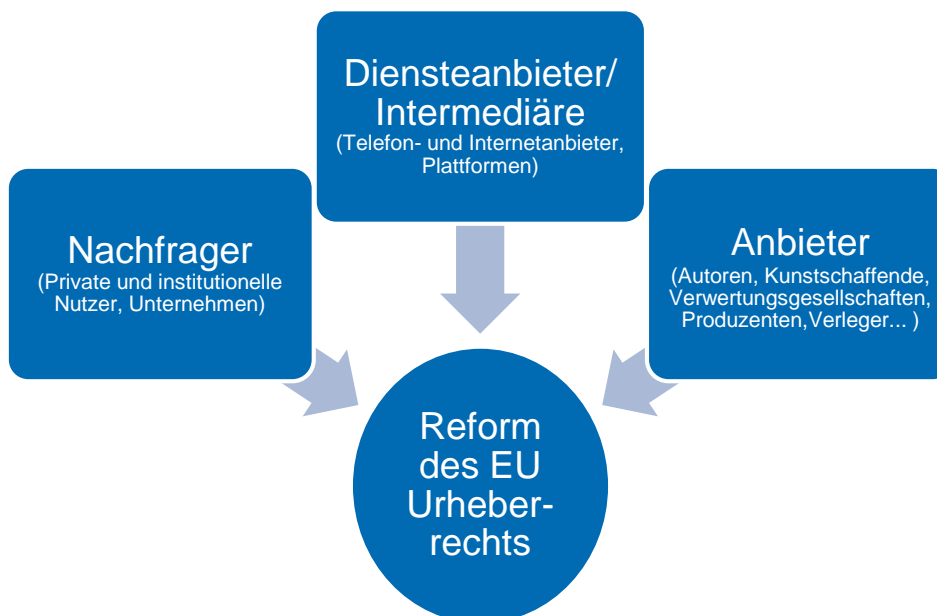 Diensteanbieter/
Intermediäre
(Telefon- und Internetanbieter,
Plattformen)
Nachfrager
(Private und institutionelle
Nutzer, Unternehmen)
Anbieter
(Autoren, Kunstschaffende,
Verwertungsgesellschaften,
Produzenten,Verleger... )
Reform
des EU
Urheber-
rechts